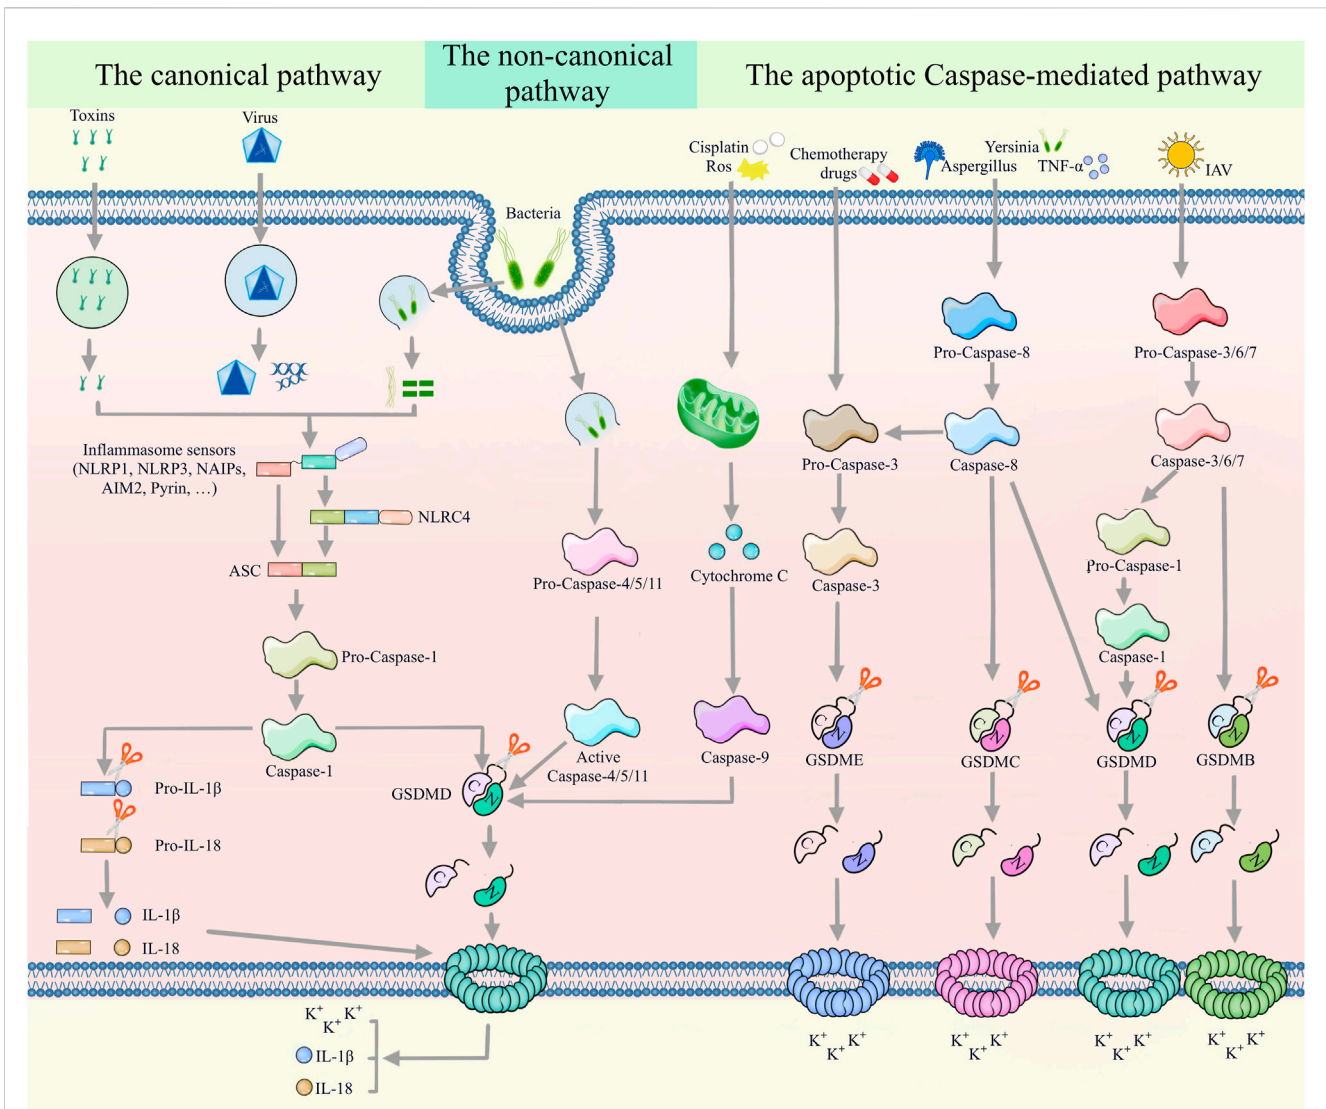 The canonical pathway
The non-canonical
pathway
The apoptotic Caspase-mediated pathway
Toxins
Virus
Bacteria
Cisplatin
Ros
Chemotherapy
drugs
Aspergillus
Yersinia
TNF-α
IAV
Inflammasome sensors
(NLRP1, NLRP3, NAIPs,
AIM2, Pyrin, …)
NLRC4
ASC
Pro-Caspase-1
Caspase-1
Pro-IL-1β
Pro-IL-18
IL-1β
IL-18
GSDMD
C
N
C
N
Pro-Caspase-4/5/11
Active
Caspase-4/5/11
Cytochrome C
Caspase-9
Pro-Caspase-3
Caspase-3
C
N
GSDME
C
N
Pro-Caspase-8
Caspase-8
C
N
GSDMC
C
N
Pro-Caspase-3/6/7
Caspase-3/6/7
Pro-Caspase-1
Caspase-1
C
N
GSDMD
C
N
C
N
GSDMB
C
N
K⁺ K⁺ K⁺
IL-1β
IL-18
K⁺ K⁺ K⁺
K⁺ K⁺ K⁺
K⁺ K⁺ K⁺
K⁺ K⁺ K⁺